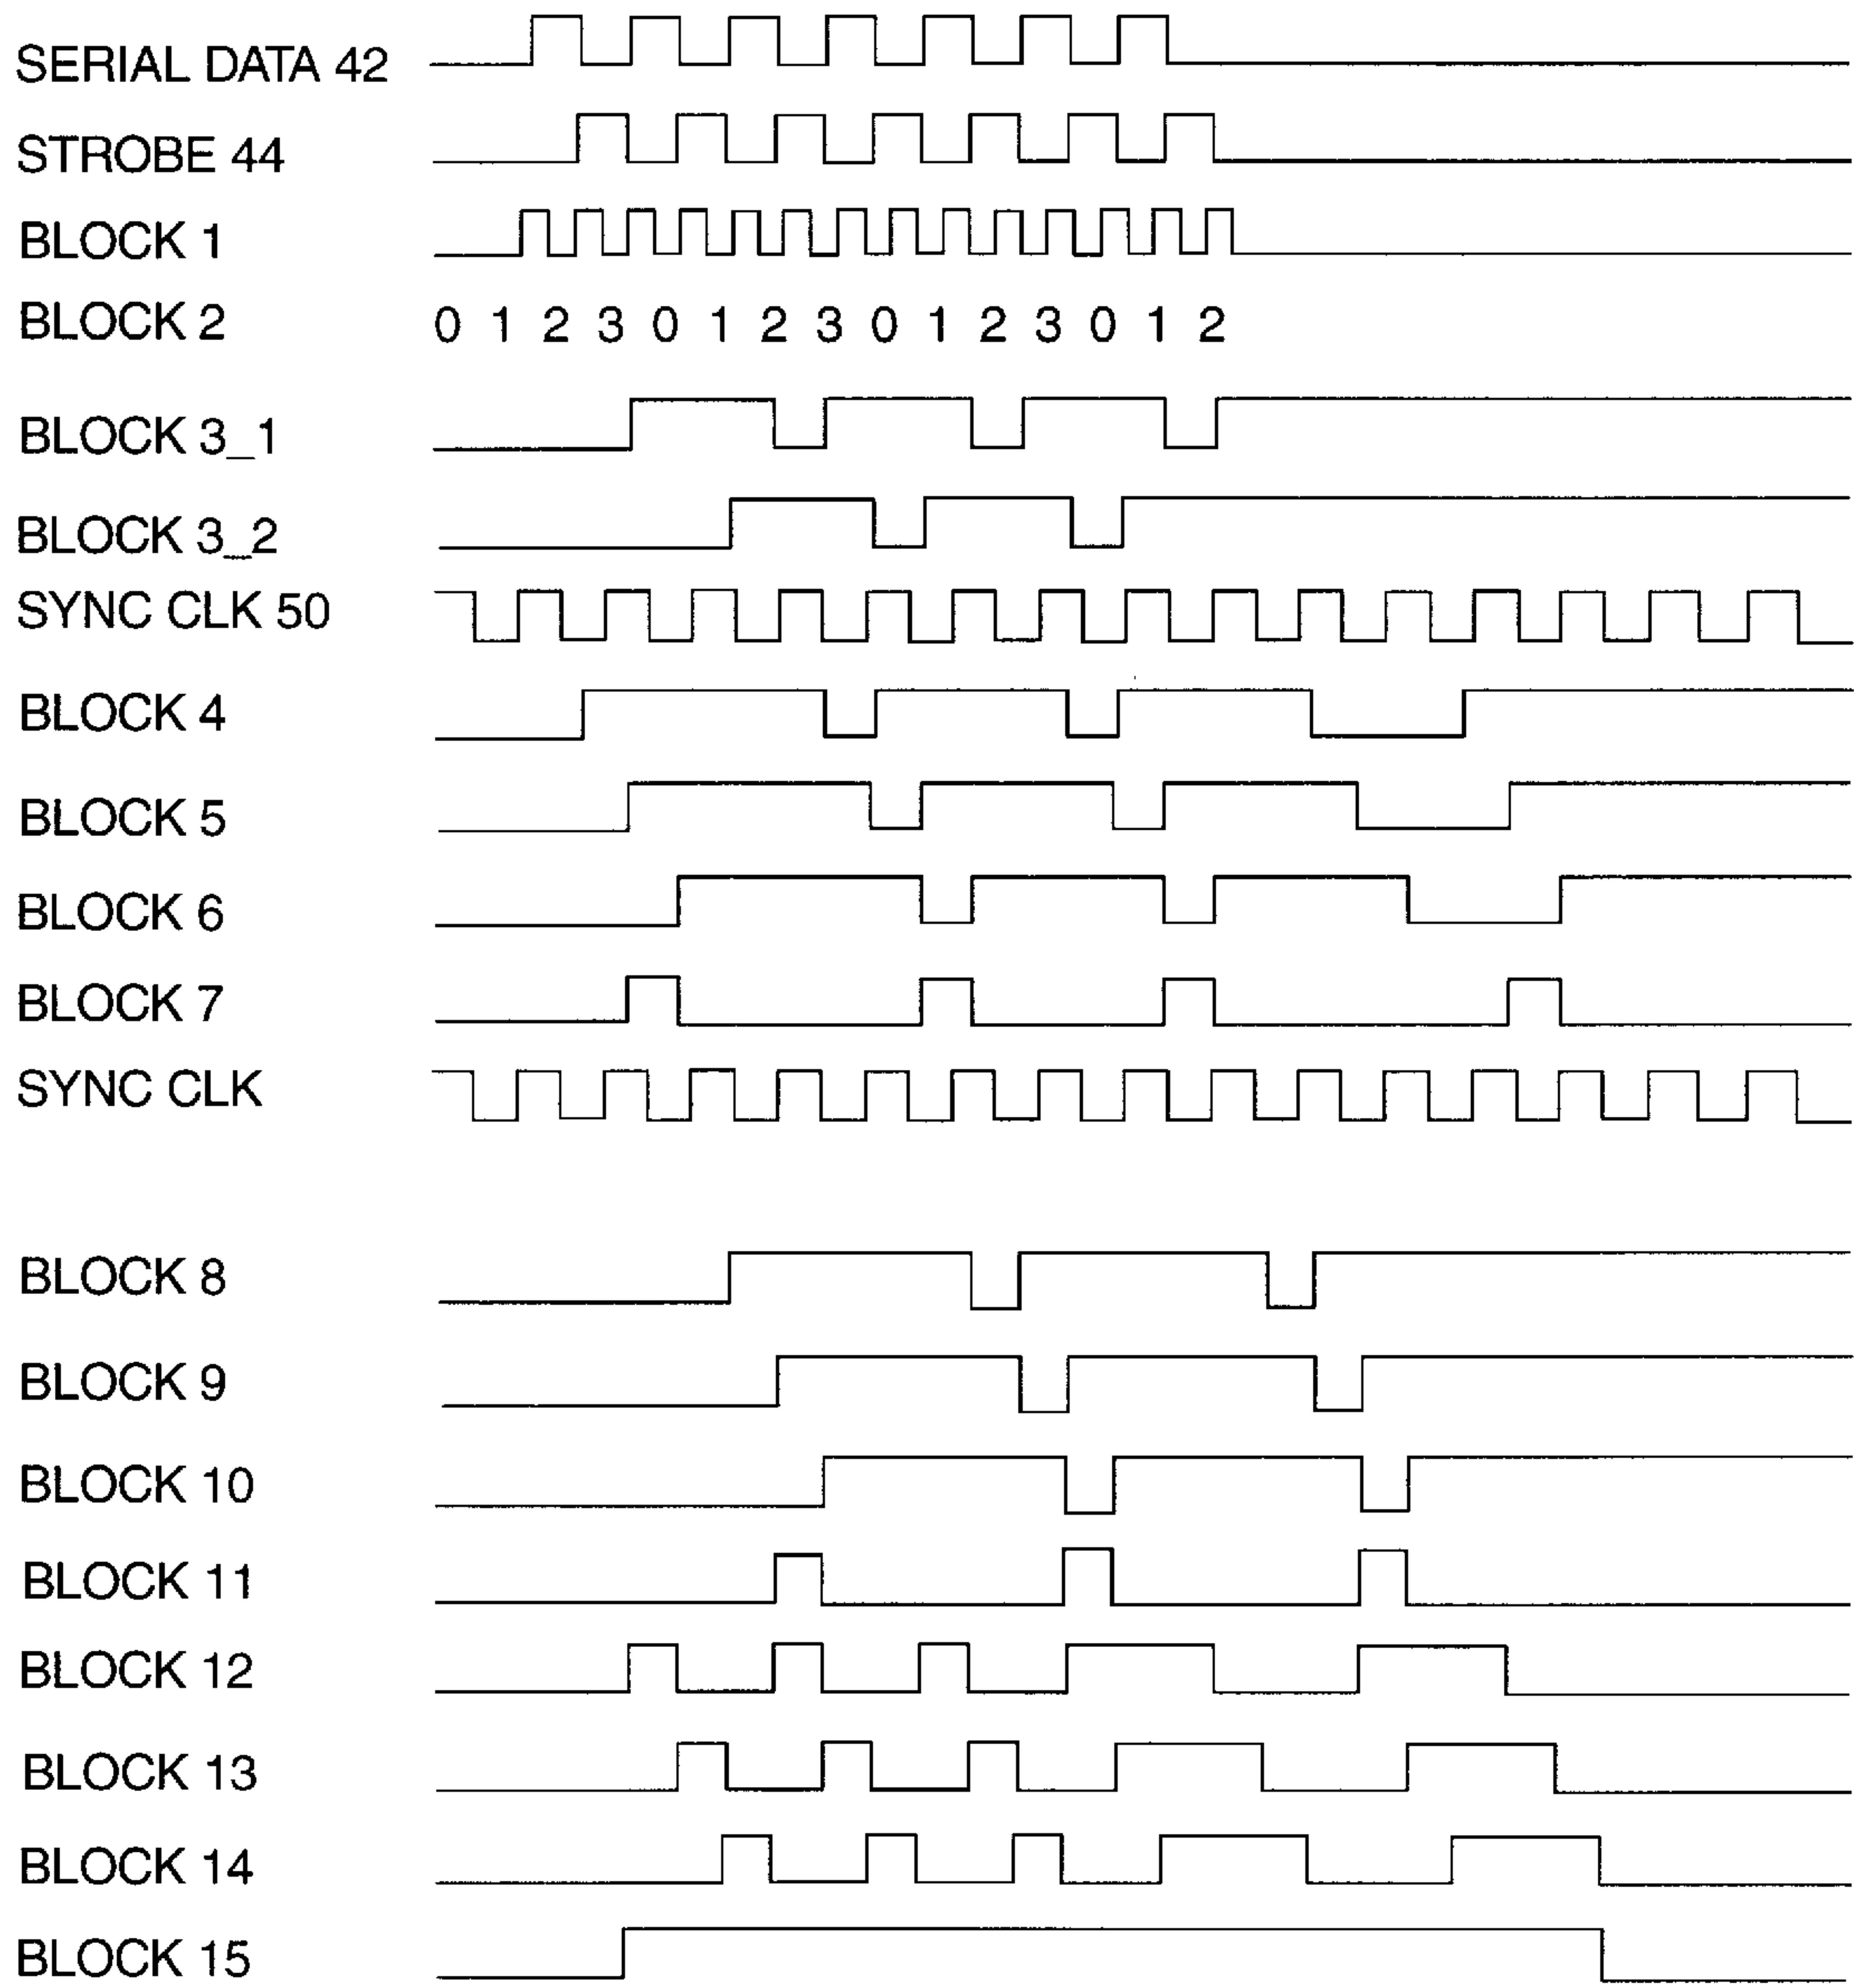 SERIAL DATA 42
STROBE 44
BLOCK 1
BLOCK 2 0 1 2 3 0 1 2 3 0 1 2 3 0 1 2
BLOCK 3_1
BLOCK 3_2
SYNC CLK 50
BLOCK 4
BLOCK 5
BLOCK 6
BLOCK 7
SYNC CLK
BLOCK 8
BLOCK 9
BLOCK 10
BLOCK 11
BLOCK 12
BLOCK 13
BLOCK 14
BLOCK 15